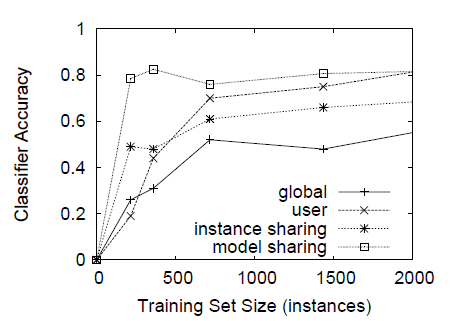 1
0.8
0.6
0.4
0.2
0
Classifier Accuracy
global
user
instance sharing
model sharing
0 500 1000 1500 2000
Training Set Size (instances)